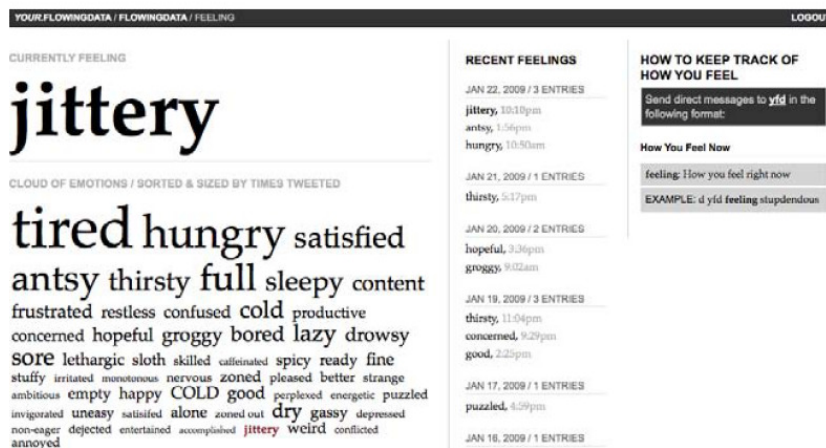 YOUR.FLOWINGDATA / FLOWINGDATA / FEELING
LOGOUT
CURRENTLY FEELING
jittery
CLOUD OF EMOTIONS / SORTED & SIZED BY TIMES TWEETED
tired hungry satisfied
antsy thirsty full sleepy content
frustrated restless confused cold productive
concerned hopeful groggy bored lazy drowsy
sore lethargic sloth skilled caffeinated spicy ready fine
stuffy irritated monotonous nervous zoned pleased better strange
ambitious empty happy COLD good perplexed energetic puzzled
invigorated uneasy satisifed alone zoned out dry gassy depressed
non-eager dejected entertained accomplished jittery weird conflicted
annoyed
RECENT FEELINGS
JAN 22, 2009 / 3 ENTRIES
jittery, 10:10pm
antsy, 1:56pm
hungry, 10:50am
JAN 21, 2009 / 1 ENTRIES
thirsty, 5:17pm
JAN 20, 2009 / 2 ENTRIES
hopeful, 3:36pm
groggy, 9:02am
JAN 19, 2009 / 3 ENTRIES
thirsty, 11:04pm
concerned, 9:29pm
good, 2:25pm
JAN 17, 2009 / 1 ENTRIES
puzzled, 4:59pm
JAN 16, 2009 / 1 ENTRIES
HOW TO KEEP TRACK OF
HOW YOU FEEL
Send direct messages to yfd in the
following format:
How You Feel Now
feeling: How you feel right now
EXAMPLE: d yfd feeling stupdendous